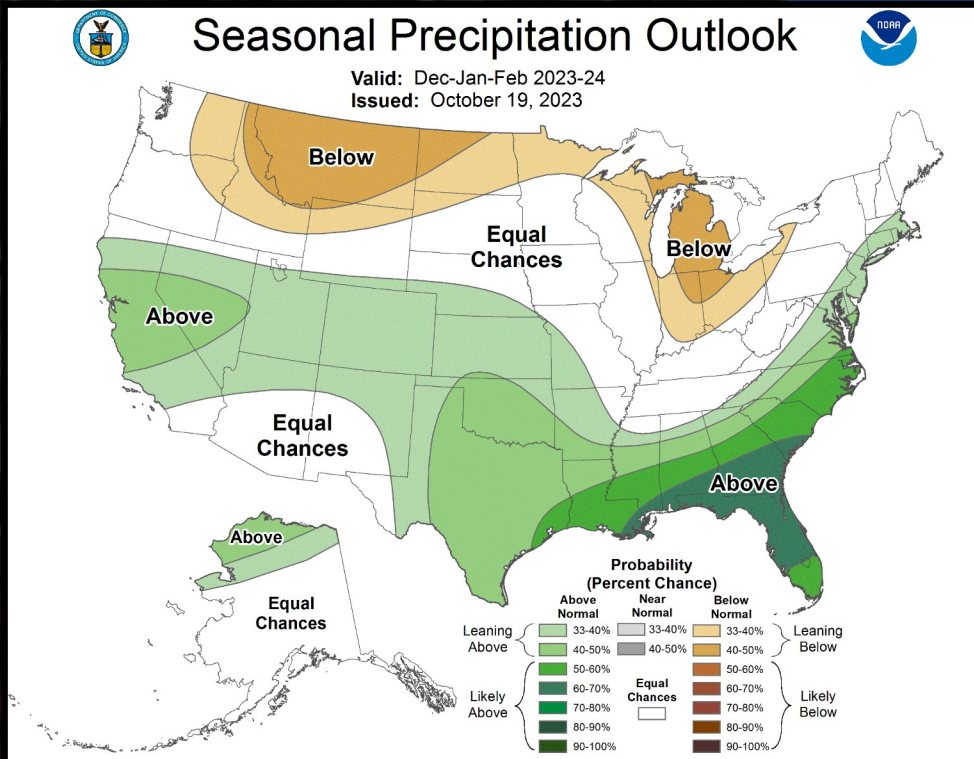 Seasonal Precipitation Outlook
NOAA
Valid: Dec-Jan-Feb 2023-24
Issued: October 19, 2023
Below
Equal
Chances
Below
Above
Equal
Chances
Above
Above
Equal
Chances
Probability
(Percent Chance)
Above
Normal
Near
Normal
Below
Normal
Leaning
Above
33-40%
40-50%
33-40%
40-50%
33-40%
40-50%
Leaning
Below
Likely
Above
50-60%
60-70%
70-80%
80-90%
90-100%
Equal
Chances
50-60%
60-70%
70-80%
80-90%
90-100%
Likely
Below